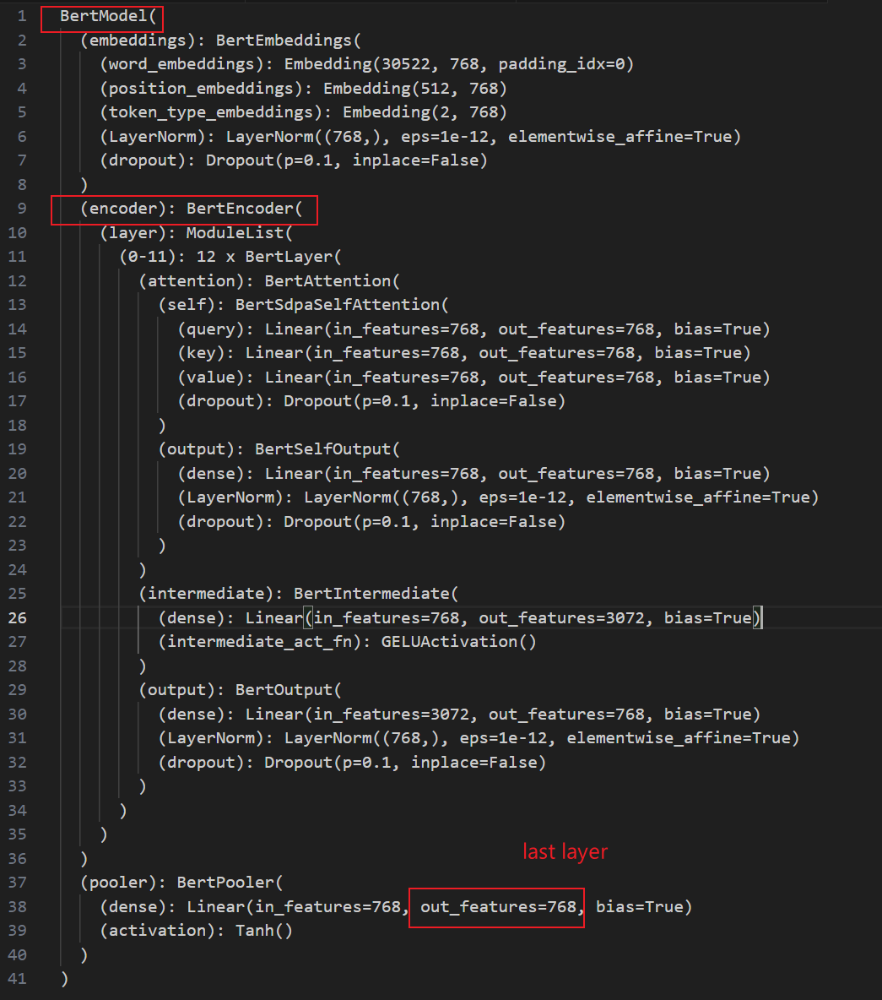 1 BertModel(
2 (embeddings): BertEmbeddings(
3 (word_embeddings): Embedding(30522, 768, padding_idx=0)
4 (position_embeddings): Embedding(512, 768)
5 (token_type_embeddings): Embedding(2, 768)
6 (LayerNorm): LayerNorm((768,), eps=1e-12, elementwise_affine=True)
7 (dropout): Dropout(p=0.1, inplace=False)
8 )
9 (encoder): BertEncoder(
10 (layer): ModuleList(
11 (0-11): 12 x BertLayer(
12 (attention): BertAttention(
13 (self): BertSdpaSelfAttention(
14 (query): Linear(in_features=768, out_features=768, bias=True)
15 (key): Linear(in_features=768, out_features=768, bias=True)
16 (value): Linear(in_features=768, out_features=768, bias=True)
17 (dropout): Dropout(p=0.1, inplace=False)
18 )
19 (output): BertSelfOutput(
20 (dense): Linear(in_features=768, out_features=768, bias=True)
21 (LayerNorm): LayerNorm((768,), eps=1e-12, elementwise_affine=True)
22 (dropout): Dropout(p=0.1, inplace=False)
23 )
24 )
25 (intermediate): BertIntermediate(
26 (dense): Linear(in_features=768, out_features=3072, bias=True)
27 (intermediate_act_fn): GELUActivation()
28 )
29 (output): BertOutput(
30 (dense): Linear(in_features=3072, out_features=768, bias=True)
31 (LayerNorm): LayerNorm((768,), eps=1e-12, elementwise_affine=True)
32 (dropout): Dropout(p=0.1, inplace=False)
33 )
34 )
35 )
36 )
last layer
37 (pooler): BertPooler(
38 (dense): Linear(in_features=768, out_features=768, bias=True)
39 (activation): Tanh()
40 )
41 )